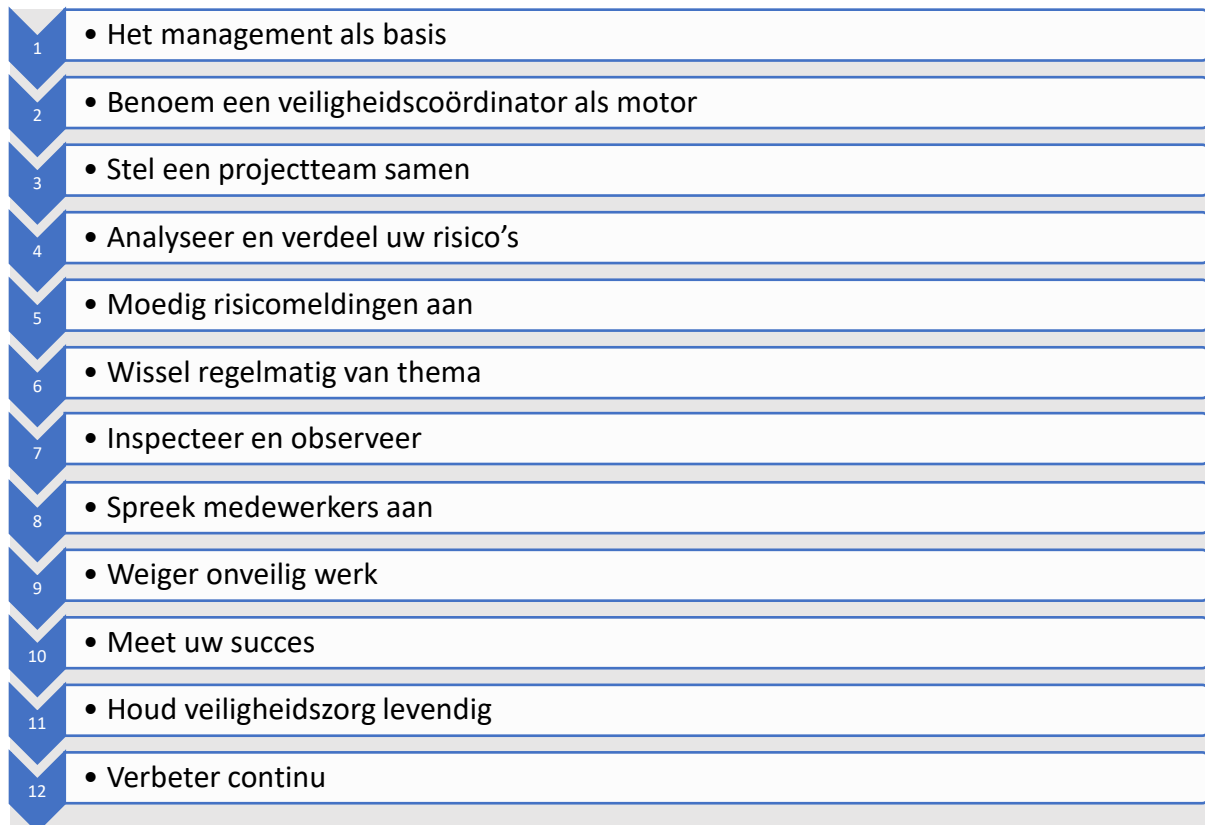 1 • Het management als basis
2 • Benoem een veiligheidscoördinator als motor
3 • Stel een projectteam samen
4 • Analyseer en verdeel uw risico’s
5 • Moedig risicomeldingen aan
6 • Wissel regelmatig van thema
7 • Inspecteer en observeer
8 • Spreek medewerkers aan
9 • Weiger onveilig werk
10 • Meet uw succes
11 • Houd veiligheidszorg levendig
12 • Verbeter continu